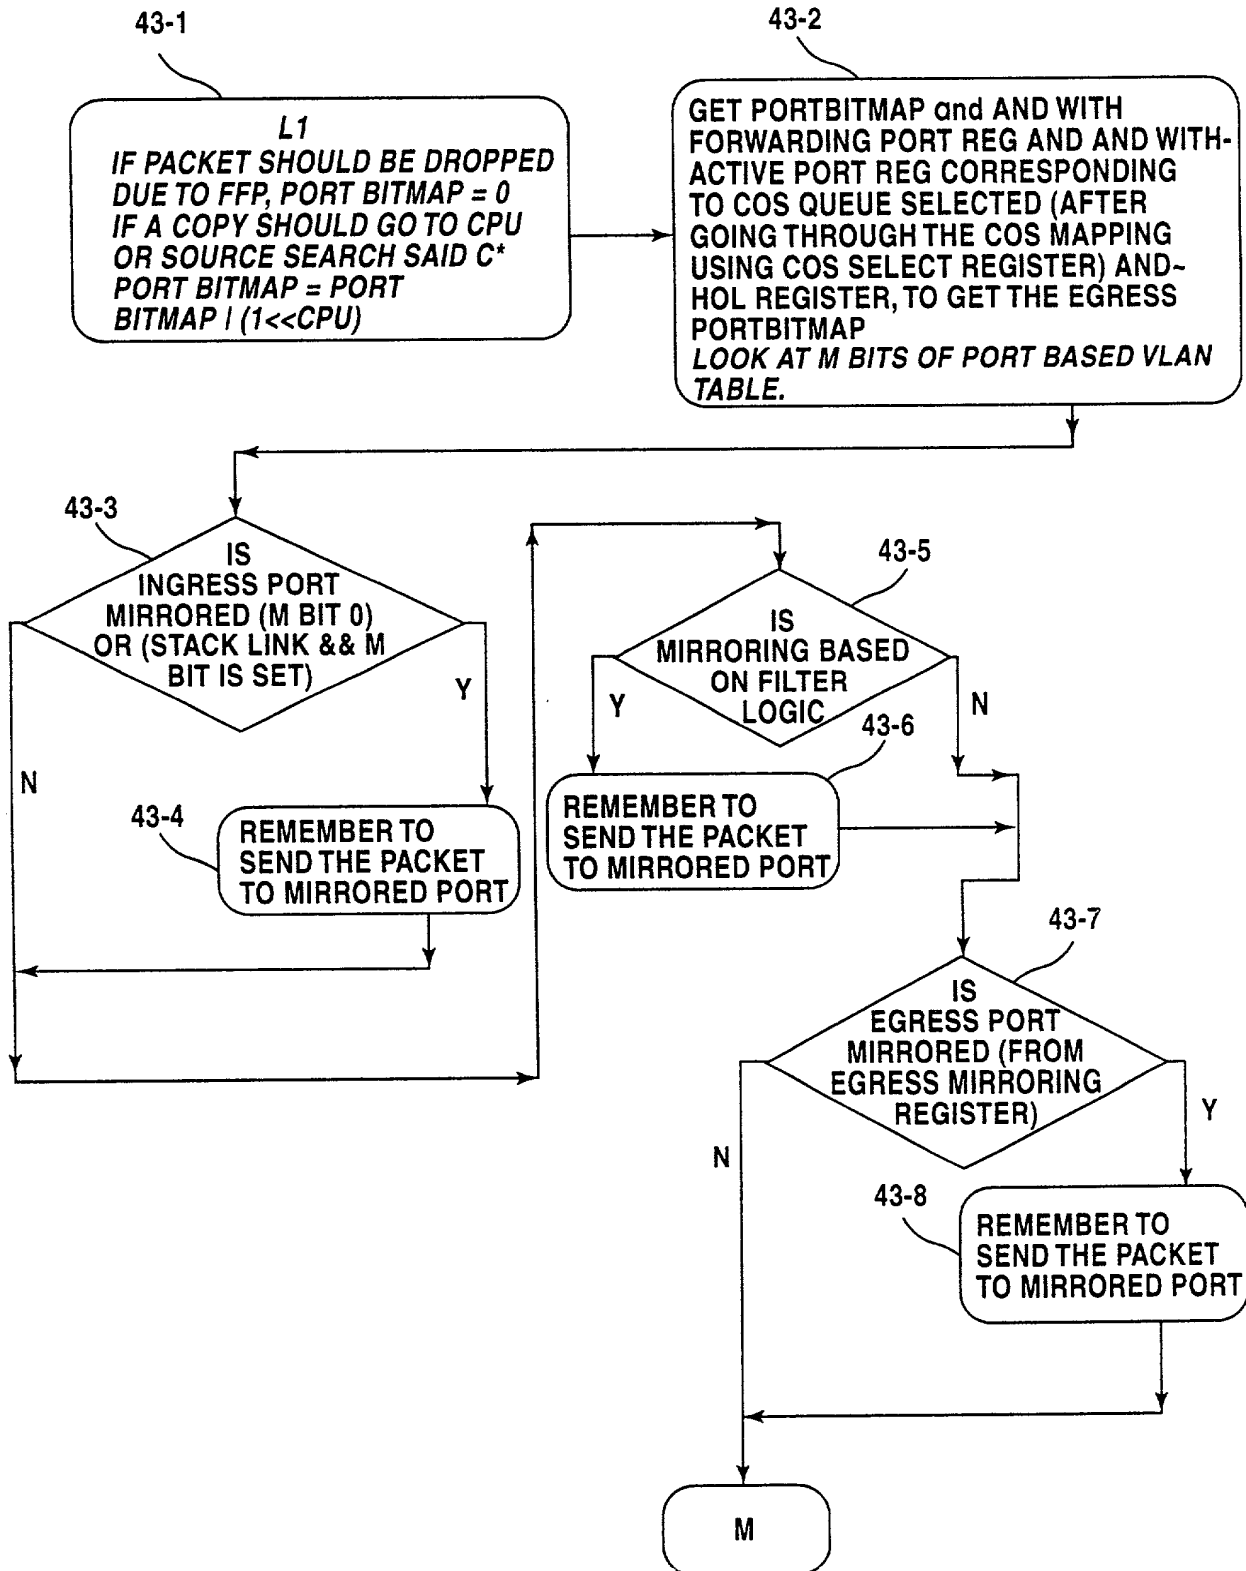 43-1
L1
IF PACKET SHOULD BE DROPPED
DUE TO FFP, PORT BITMAP = 0
IF A COPY SHOULD GO TO CPU
OR SOURCE SEARCH SAID C*
PORT BITMAP = PORT
BITMAP | (1<<CPU)
43-2
GET PORTBITMAP and AND WITH
FORWARDING PORT REG AND AND WITH-
ACTIVE PORT REG CORRESPONDING
TO COS QUEUE SELECTED (AFTER
GOING THROUGH THE COS MAPPING
USING COS SELECT REGISTER) AND~
HOL REGISTER, TO GET THE EGRESS
PORTBITMAP
LOOK AT M BITS OF PORT BASED VLAN
TABLE.
43-3
IS
INGRESS PORT
MIRRORED (M BIT 0)
OR (STACK LINK && M
BIT IS SET)
Y
N
43-4
REMEMBER TO
SEND THE PACKET
TO MIRRORED PORT
43-5
IS
MIRRORING BASED
ON FILTER
LOGIC
Y
N
43-6
REMEMBER TO
SEND THE PACKET
TO MIRRORED PORT
43-7
IS
EGRESS PORT
MIRRORED (FROM
EGRESS MIRRORING
REGISTER)
Y
N
43-8
REMEMBER TO
SEND THE PACKET
TO MIRRORED PORT
M